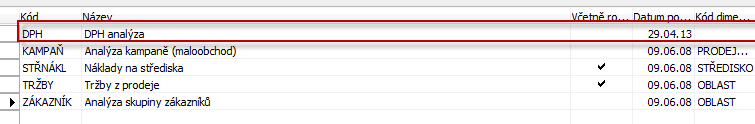 Kód Název Včetně ro... Datum po... Kód dime...
DPH DPH analýza 29.04.13
KAMPAŇ Analýza kampaně (maloobchod) 09.06.08 PRODEJ...
STŘNÁKL Náklady na střediska 09.06.08 STŘEDISKO
TRŽBY Tržby z prodeje 09.06.08 OBLAST
ZÁKAZNÍK Analýza skupiny zákazníků 09.06.08 OBLAST